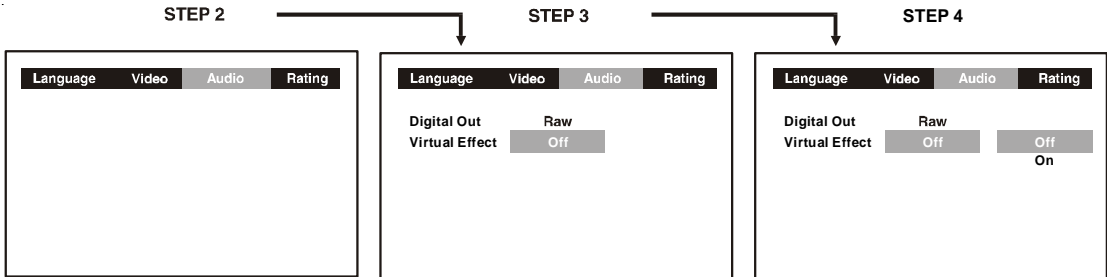 STEP 2 STEP 3 STEP 4
Language Video Audio Rating
Language Video Audio Rating
Digital Out Raw
Virtual Effect Off
Language Video Audio Rating
Digital Out Raw
Virtual Effect Off Off
On